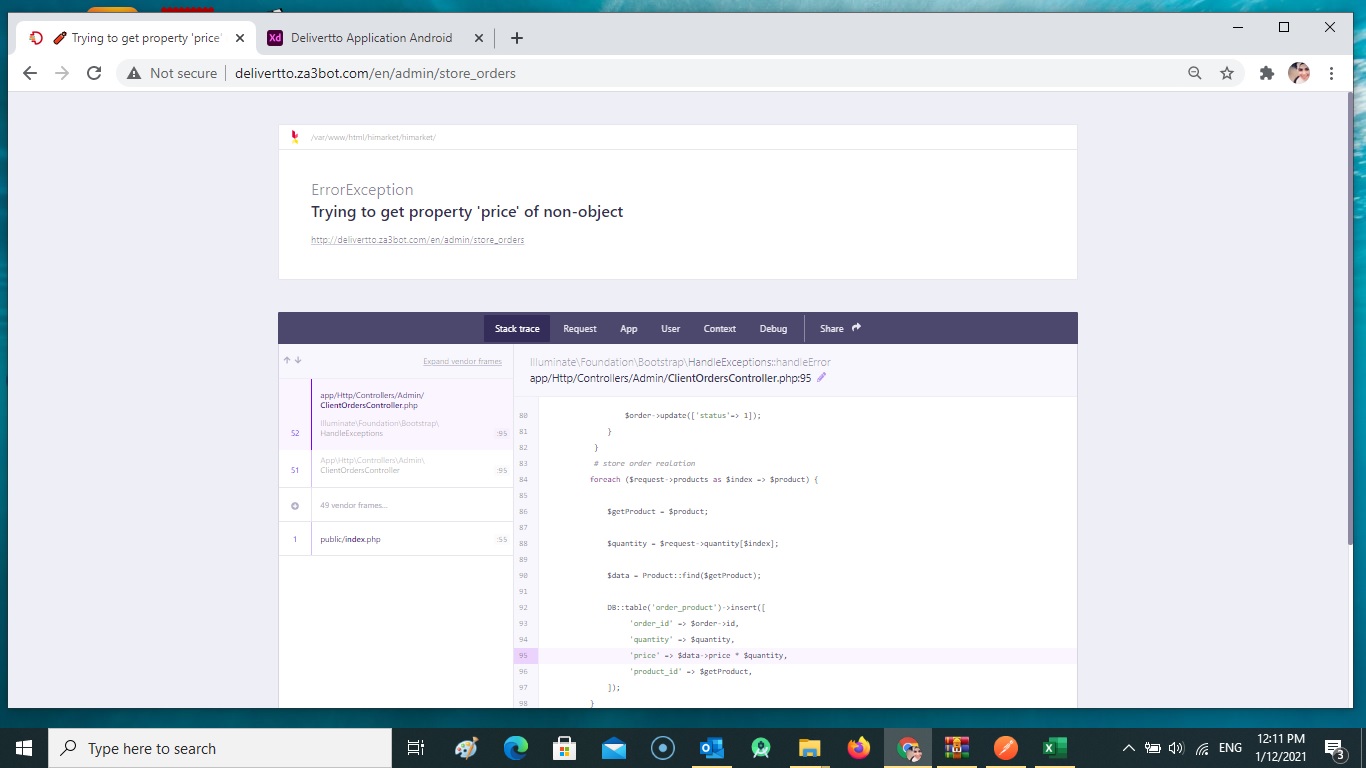 Trying to get property 'price'
Xd Delivertto Application Android
Not secure delivertto.za3bot.com/en/admin/store_orders
/var/www/html/himarket/himarket/
ErrorException
Trying to get property 'price' of non-object
http://delivertto.za3bot.com/en/admin/store_orders
Stack trace Request App User Context Debug Share
Expand vendor frames
app/Http/Controllers/Admin/
ClientOrdersController.php
Illuminate\Foundation\Bootstrap\
52 HandleExceptions :95
App\Http\Controllers\Admin\
51 ClientOrdersController :95
49 vendor frames...
1 public/index.php :55
Illuminate\Foundation\Bootstrap\HandleExceptions::handleError
app/Http/Controllers/Admin/ClientOrdersController.php:95
80 $order->update(['status'=> 1]);
81 }
82 }
83 # store order realation
84 foreach ($request->products as $index => $product) {
85
86 $getProduct = $product;
87
88 $quantity = $request->quantity[$index];
89
90 $data = Product::find($getProduct);
91
92 DB::table('order_product')->insert([
93 'order_id' => $order->id,
94 'quantity' => $quantity,
95 'price' => $data->price * $quantity,
96 'product_id' => $getProduct,
97 ]);
98 }
Type here to search
ENG
12:11 PM
1/12/2021
3